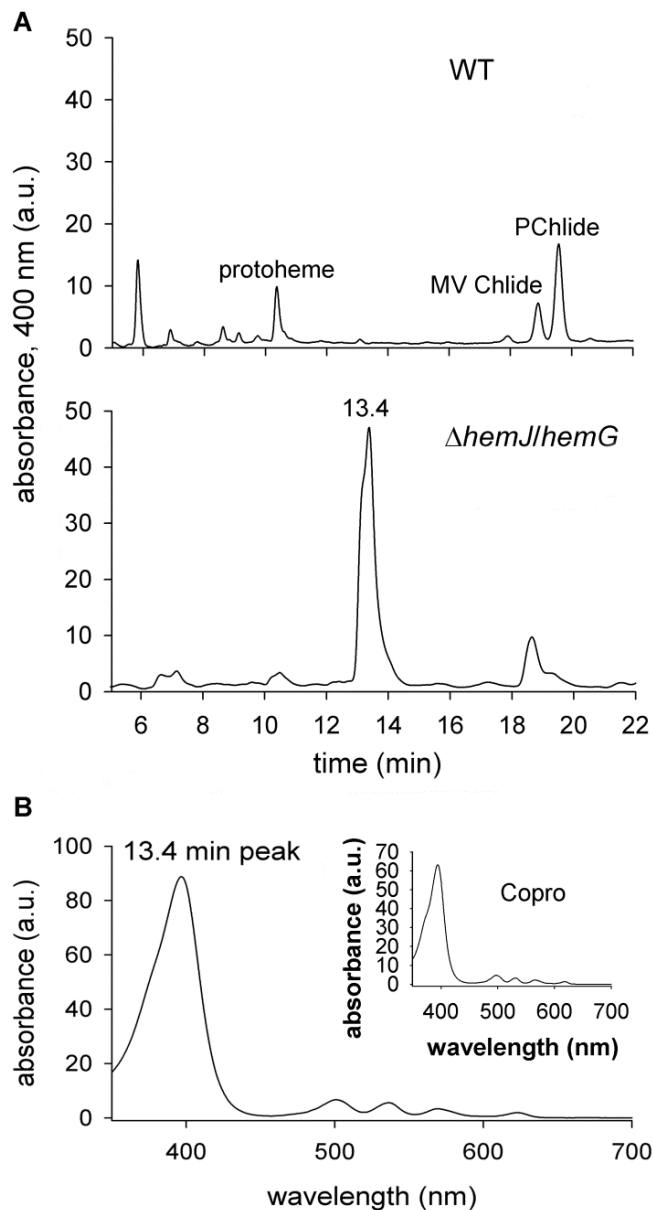 A
WT
50
40
30
20
10
0
protoheme
MV Chlide
PChlide
absorbance, 400 nm (a.u.)
13.4
ΔhemJ/hemG
50
40
30
20
10
0
6 8 10 12 14 16 18 20 22
time (min)
B
13.4 min peak
100
80
60
40
20
0
absorbance (a.u.)
400 500 600 700
wavelength (nm)
Copro
70
60
50
40
30
20
10
0
absorbance (a.u.)
400 500 600 700
wavelength (nm)